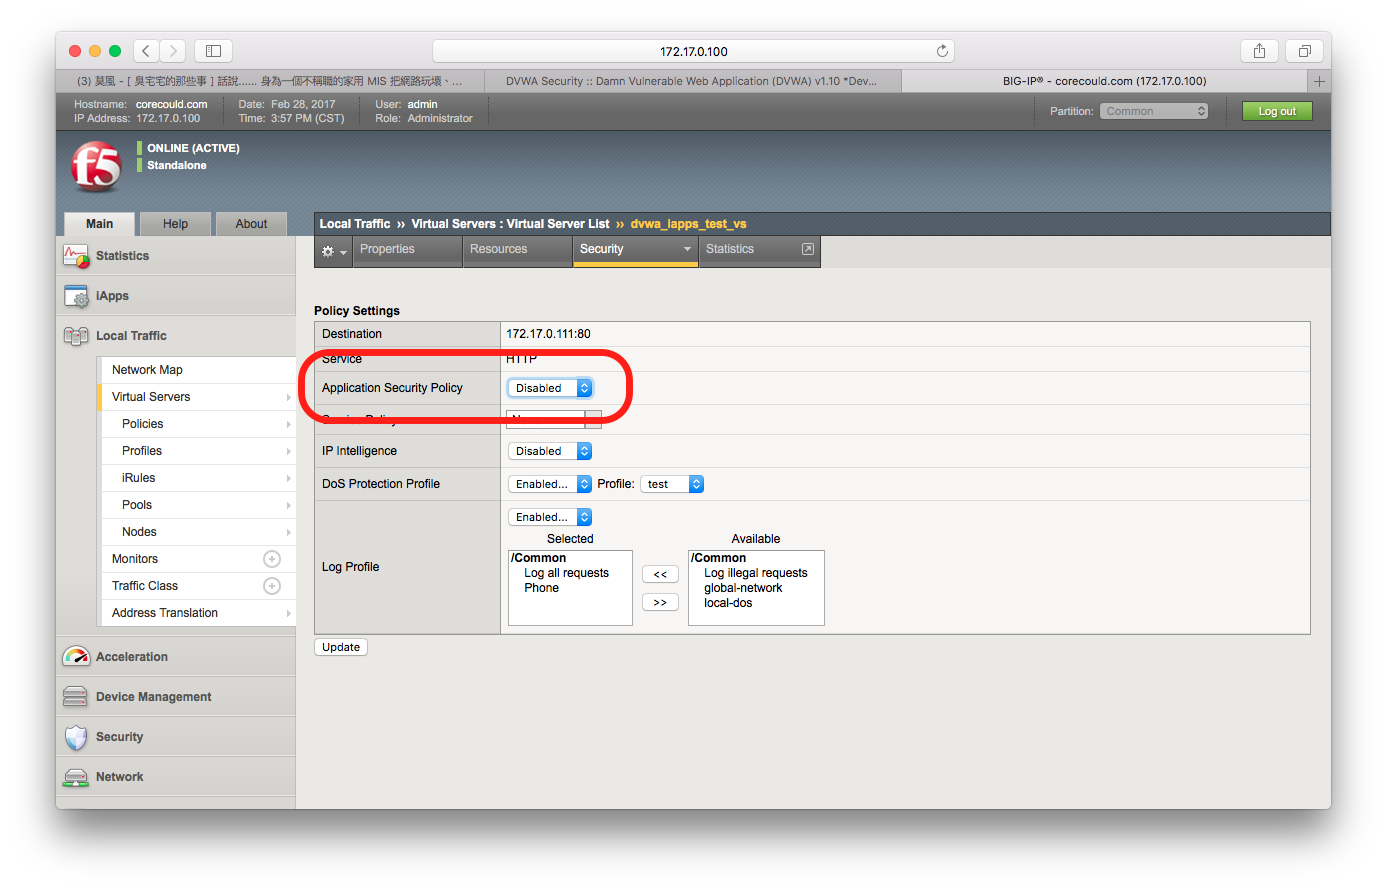 172.17.0.100
(3) 莫風 - [ 臭宅宅的那些事 ] 話說...... 身為一個不稱職的家用 MIS 把網路玩壞、...
DVWA Security :: Damn Vulnerable Web Application (DVWA) v1.10 *Dev...
BIG-IP® - corecould.com (172.17.0.100)
Hostname: corecould.com
IP Address: 172.17.0.100
Date: Feb 28, 2017
Time: 3:57 PM (CST)
User: admin
Role: Administrator
Partition: Common
Log out
f5
ONLINE (ACTIVE)
Standalone
Main
Help
About
Local Traffic ›› Virtual Servers : Virtual Server List ›› dvwa_iapps_test_vs
Properties
Resources
Security
Statistics
Statistics
iApps
Local Traffic
Network Map
Virtual Servers
Policies
Profiles
iRules
Pools
Nodes
Monitors
Traffic Class
Address Translation
Acceleration
Device Management
Security
Network
Policy Settings
Destination 172.17.0.111:80
Service HTTP
Application Security Policy Disabled
IP Intelligence Disabled
DoS Protection Profile Enabled... Profile: test
Log Profile
Enabled...
Selected
/Common
Log all requests
Phone
<<
>>
Available
/Common
Log illegal requests
global-network
local-dos
Update